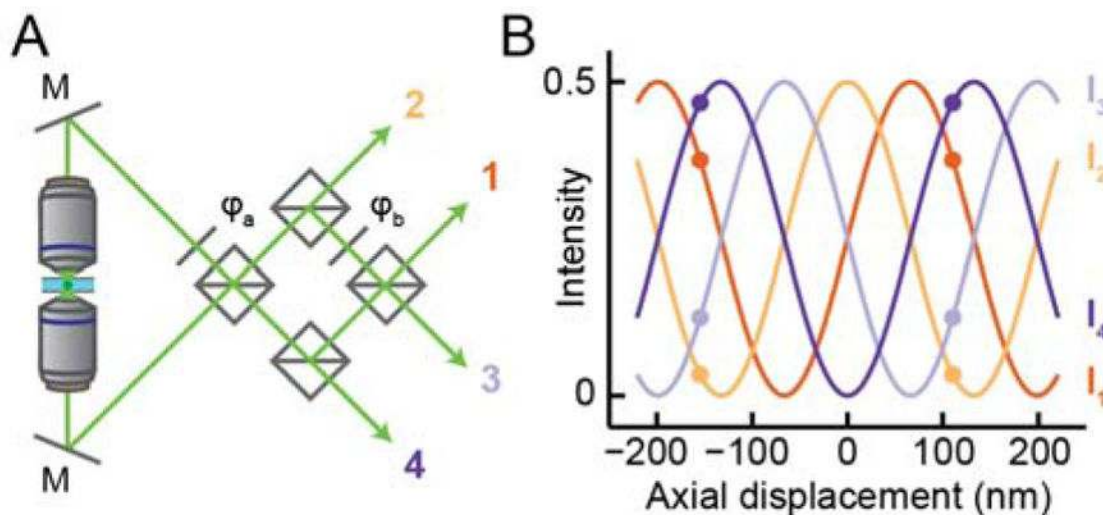 A
M
M
φₐ
φ_b
2
1
3
4
B
Intensity
0.5
0
−200 −100 0 100 200
Axial displacement (nm)
I₃
I₂
I₄
I₁